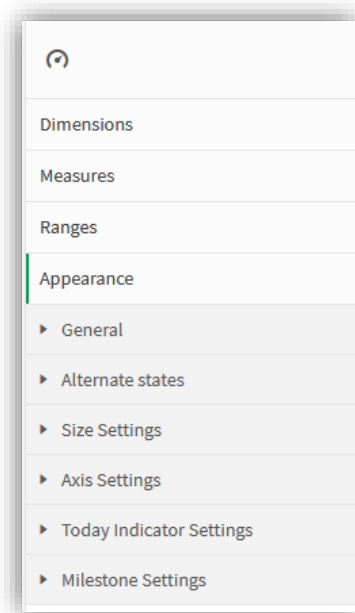 Dimensions
Measures
Ranges
Appearance
General
Alternate states
Size Settings
Axis Settings
Today Indicator Settings
Milestone Settings